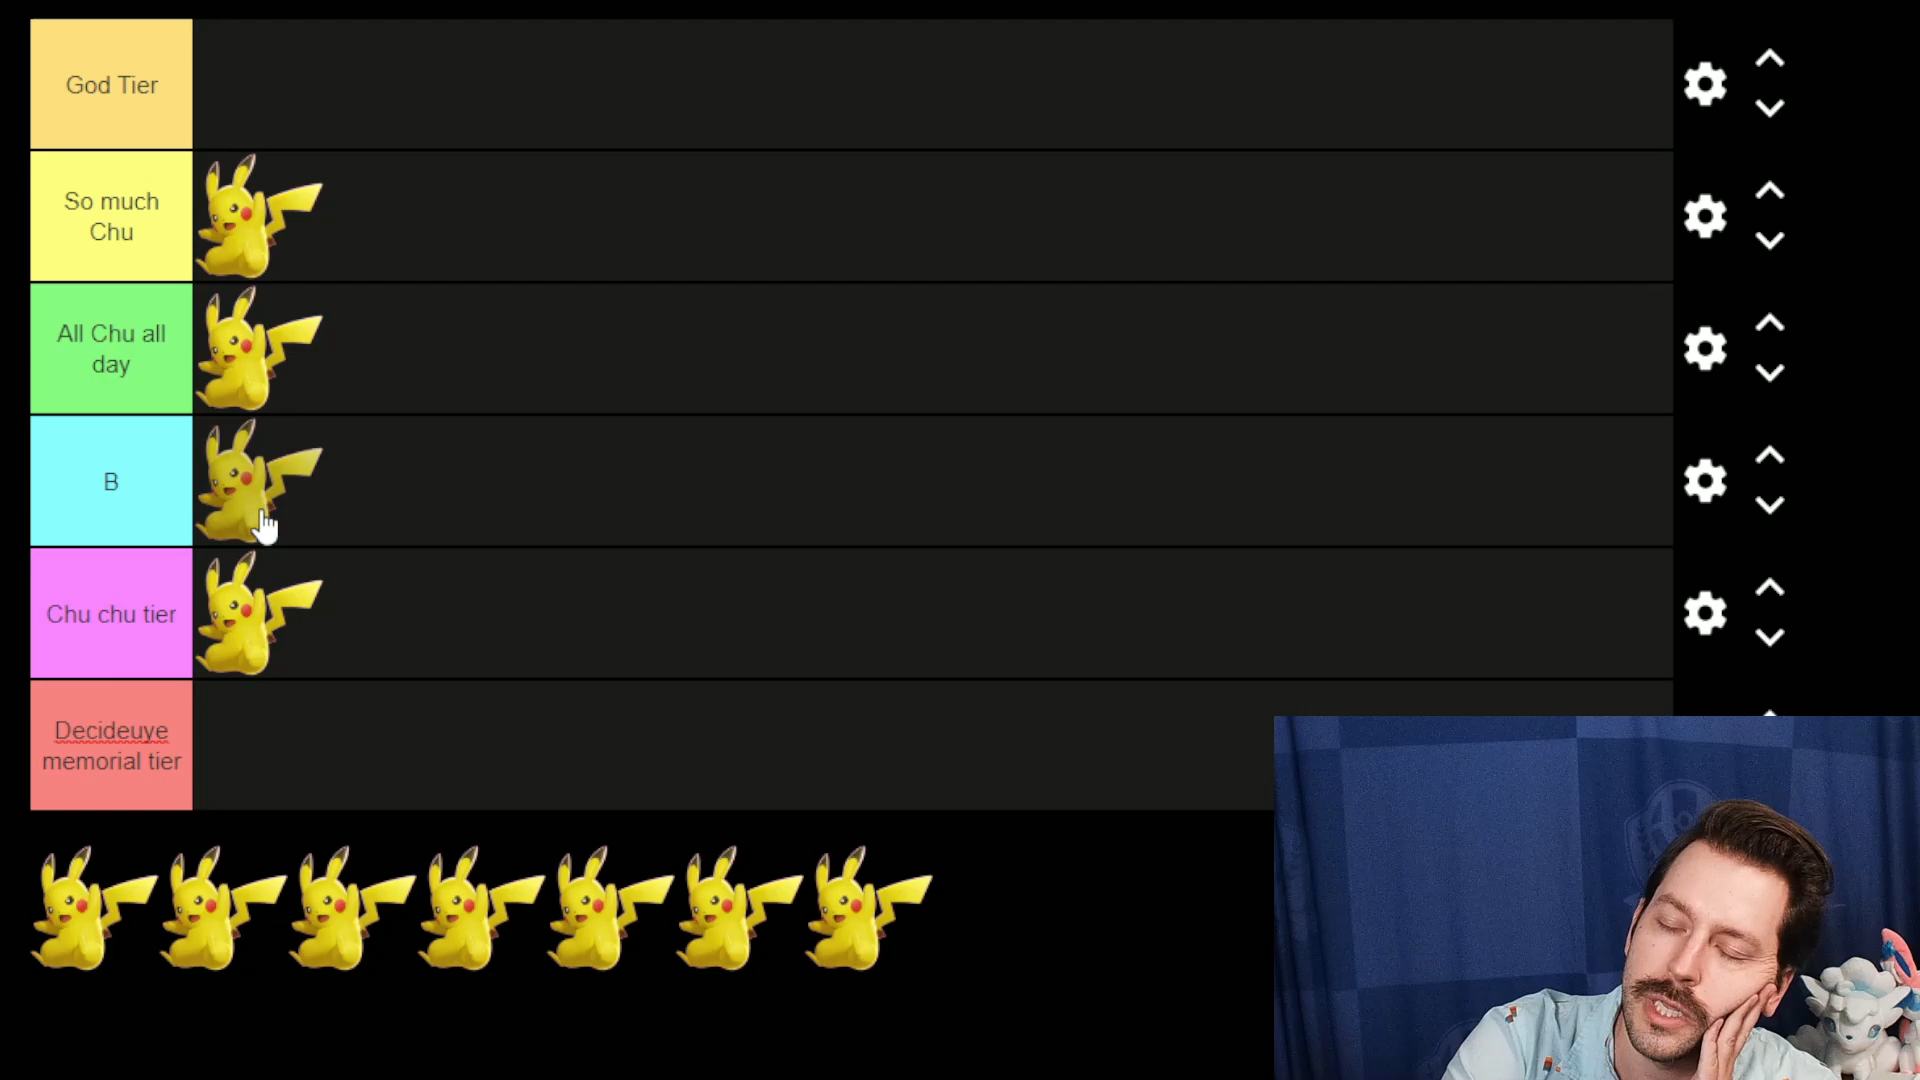 God Tier
So much
Chu
All Chu all
day
B
Chu chu tier
Decideuye
memorial tier